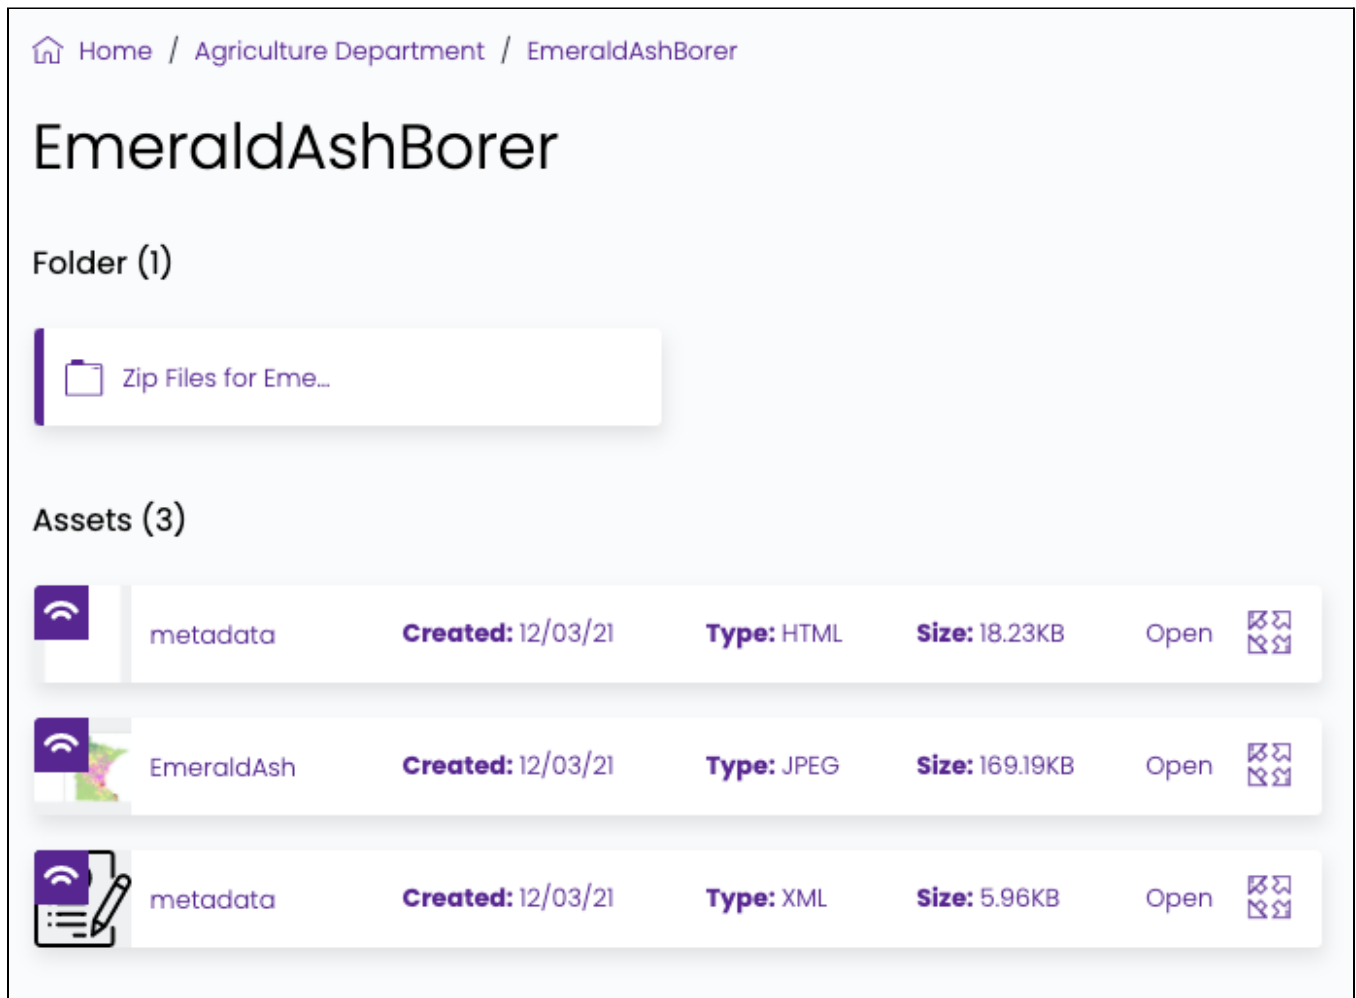 Home / Agriculture Department / EmeraldAshBorer
EmeraldAshBorer
Folder (1)
Zip Files for Eme...
Assets (3)
metadata Created: 12/03/21 Type: HTML Size: 18.23KB Open
EmeraldAsh Created: 12/03/21 Type: JPEG Size: 169.19KB Open
metadata Created: 12/03/21 Type: XML Size: 5.96KB Open